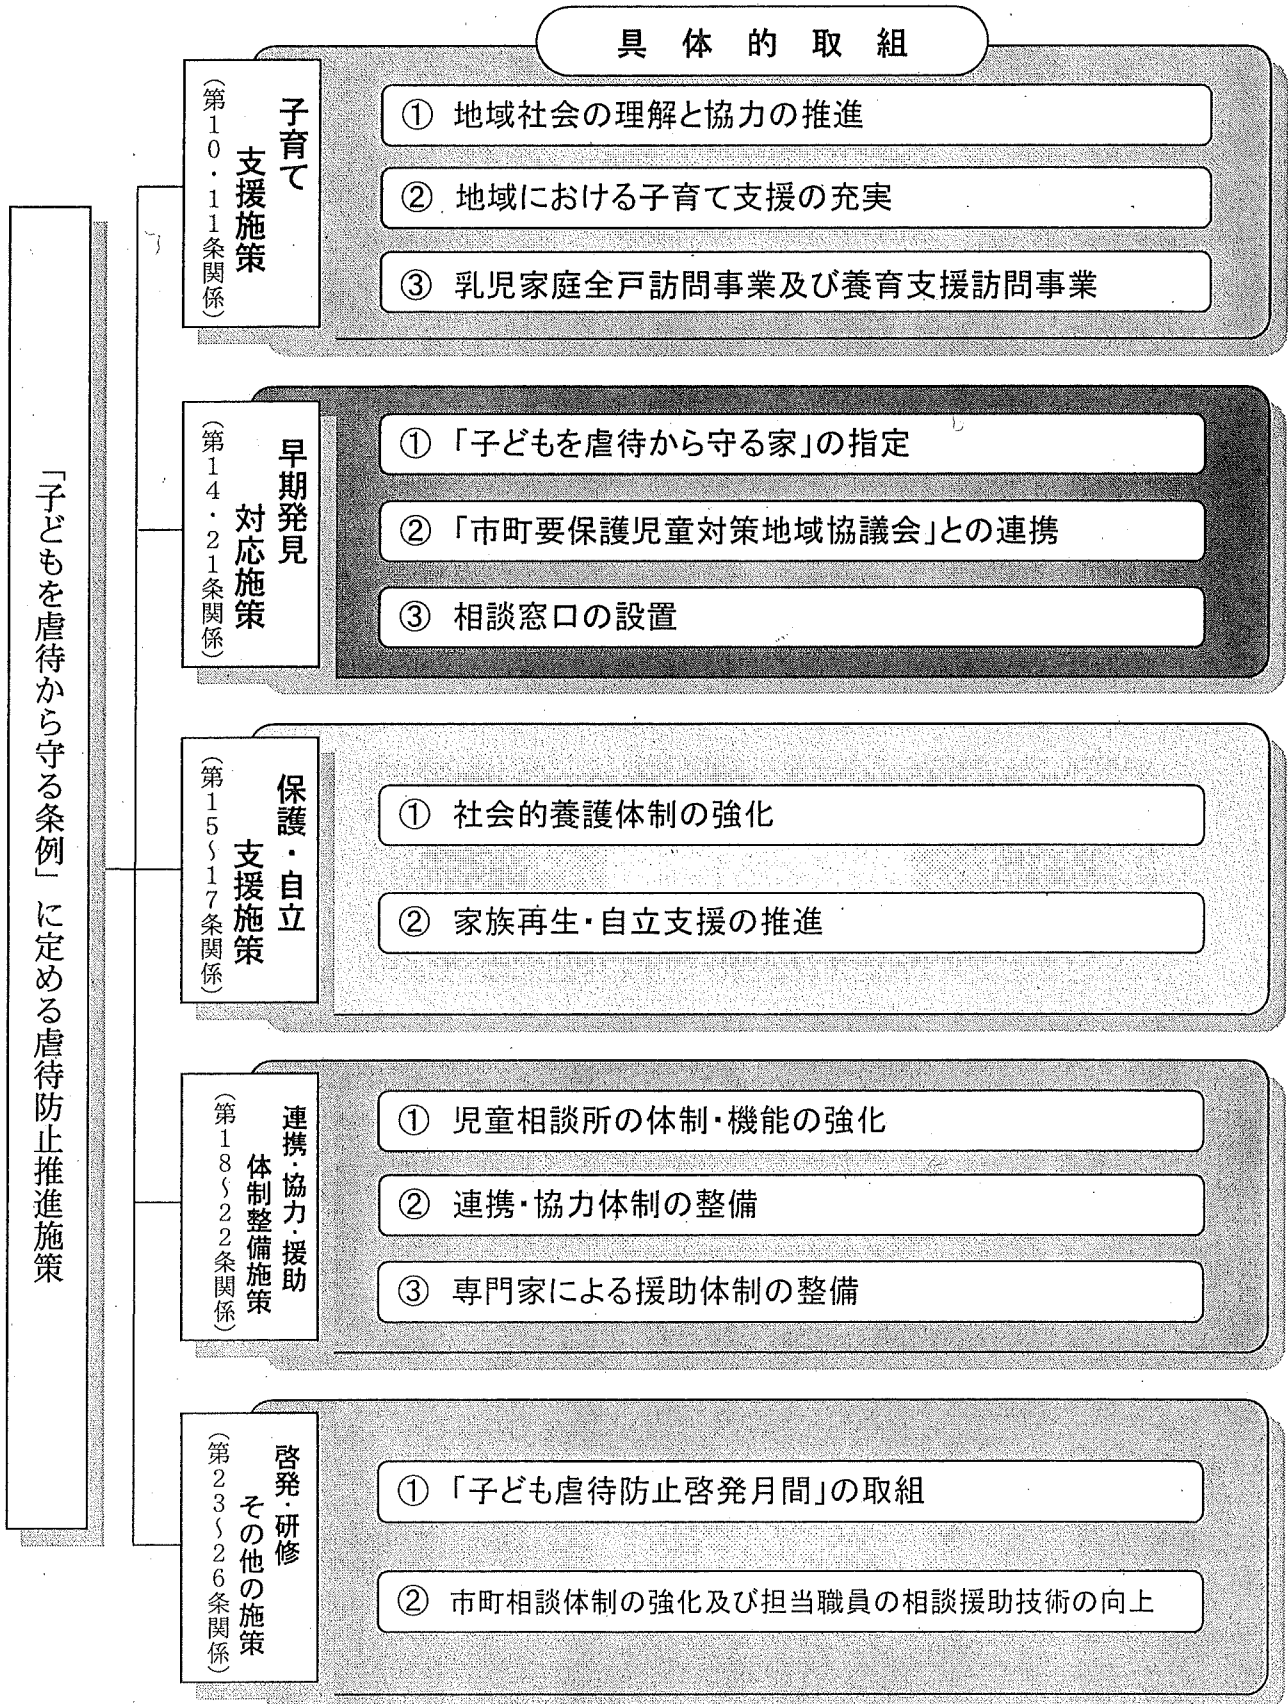 具体的取組
「子どもを虐待から守る条例」に定める虐待防止推進施策
子育て
支援施策
（第10・11条関係）
① 地域社会の理解と協力の推進
② 地域における子育て支援の充実
③ 乳児家庭全戸訪問事業及び養育支援訪問事業
早期発見
対応施策
（第14・21条関係）
① 「子どもを虐待から守る家」の指定
② 「市町要保護児童対策地域協議会」との連携
③ 相談窓口の設置
保護・自立
支援施策
（第15〜17条関係）
① 社会的養護体制の強化
② 家族再生・自立支援の推進
連携・協力・援助
体制整備施策
（第18〜22条関係）
① 児童相談所の体制・機能の強化
② 連携・協力体制の整備
③ 専門家による援助体制の整備
啓発・研修
その他の施策
（第23〜26条関係）
① 「子ども虐待防止啓発月間」の取組
② 市町相談体制の強化及び担当職員の相談援助技術の向上